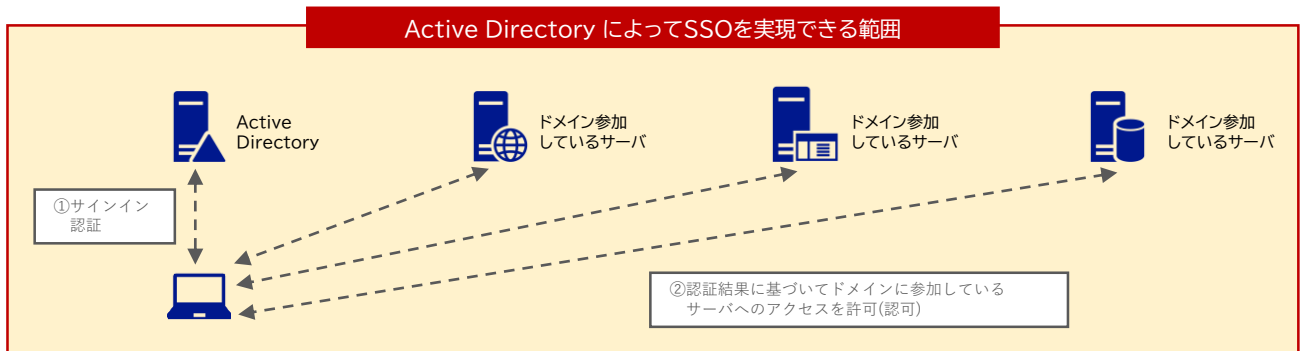 Active Directory によってSSOを実現できる範囲
Active
Directory
ドメイン参加
しているサーバ
ドメイン参加
しているサーバ
ドメイン参加
しているサーバ
①サインイン
認証
②認証結果に基づいてドメインに参加している
サーバへのアクセスを許可(認可)